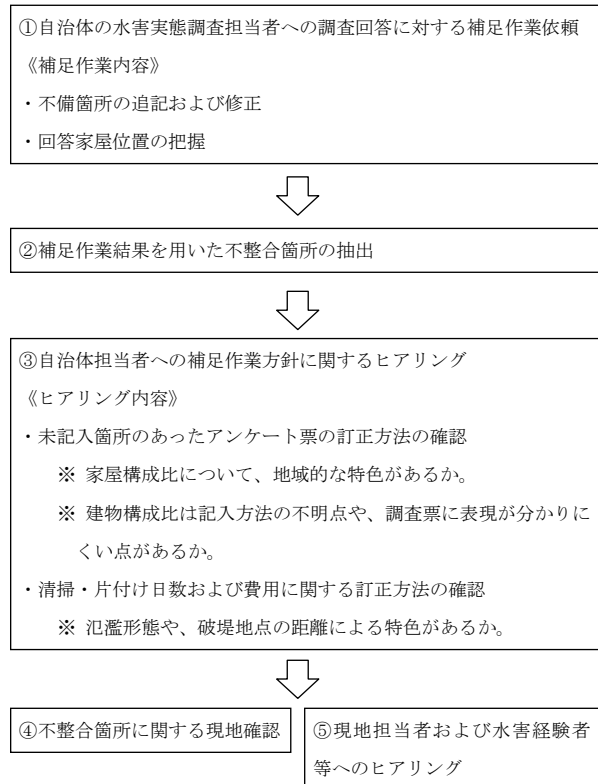 ①自治体の水害実態調査担当者への調査回答に対する補足作業依頼
《補足作業内容》
・不備箇所の追記および修正
・回答家屋位置の把握
②補足作業結果を用いた不整合箇所の抽出
③自治体担当者への補足作業方針に関するヒアリング
《ヒアリング内容》
・未記入箇所のあったアンケート票の訂正方法の確認
※ 家屋構成比について、地域的な特色があるか。
※ 建物構成比は記入方法の不明点や、調査票に表現が分かりに
くい点があるか。
・清掃・片付け日数および費用に関する訂正方法の確認
※ 氾濫形態や、破堤地点の距離による特色があるか。
④不整合箇所に関する現地確認
⑤現地担当者および水害経験者
等へのヒアリング